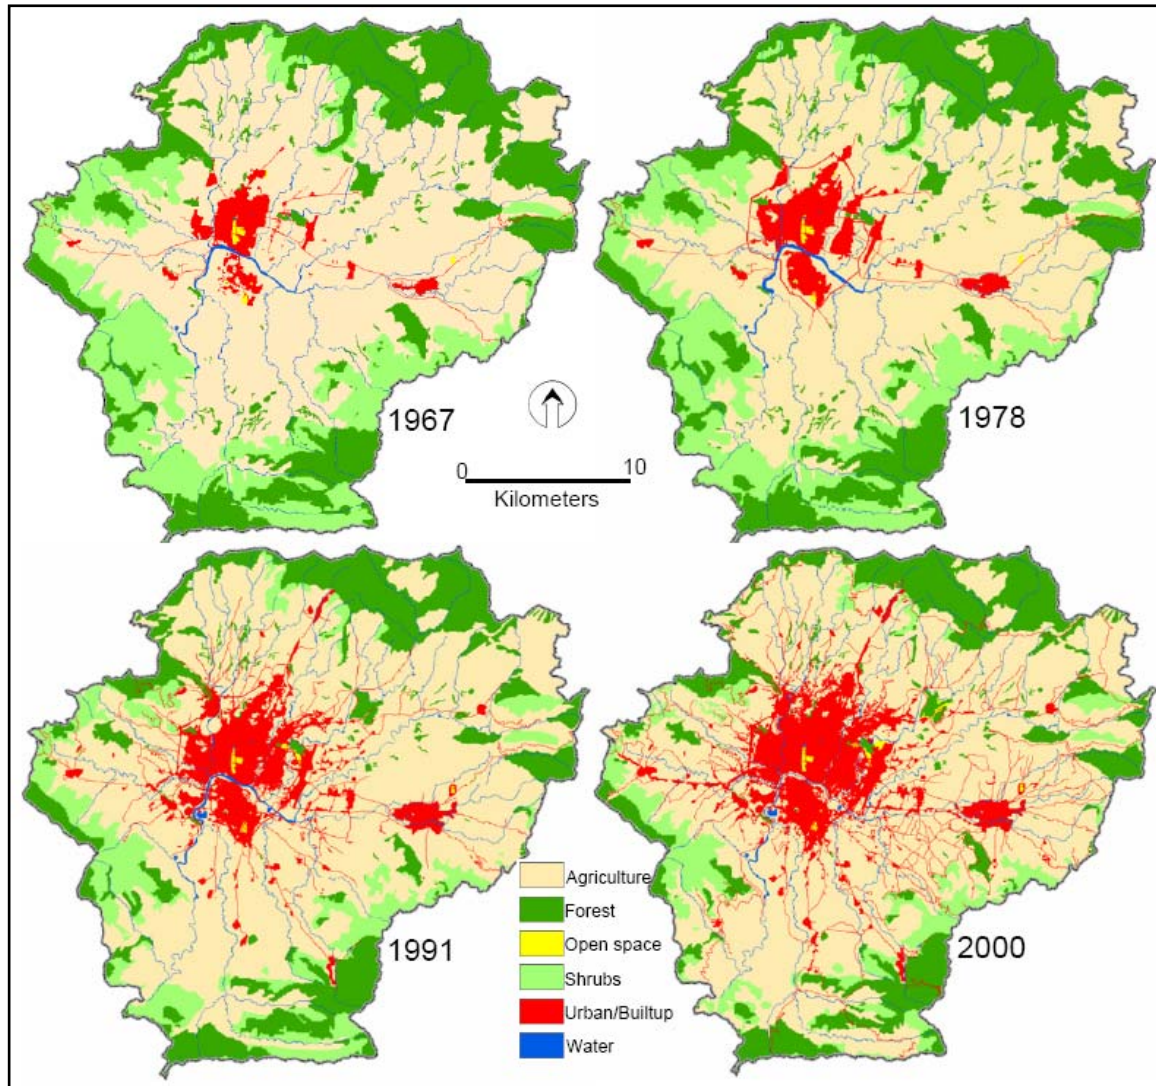 1967
1978
0 10
Kilometers
1991
2000
Agriculture
Forest
Open space
Shrubs
Urban/Builtup
Water